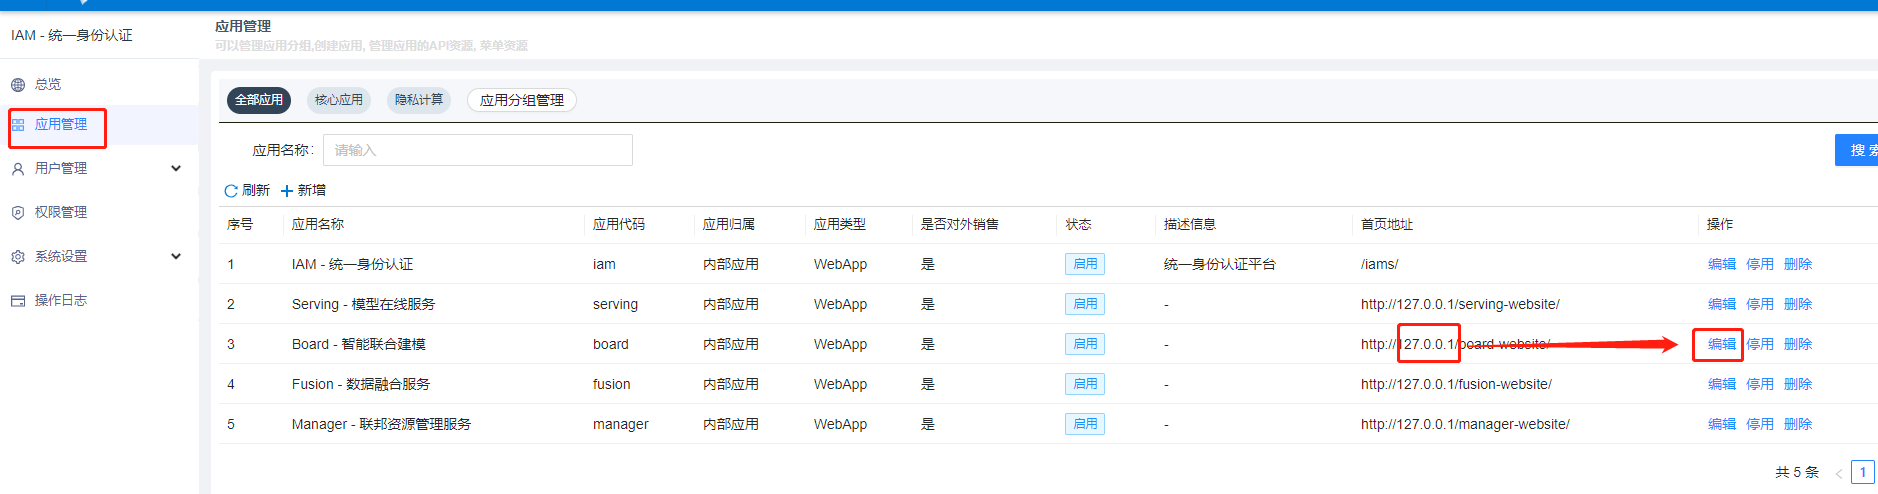 IAM - 统一身份认证
总览
应用管理
用户管理
权限管理
系统设置
操作日志
应用管理
可以管理应用分组,创建应用, 管理应用的API资源, 菜单资源
全部应用 核心应用 隐私计算 应用分组管理
应用名称: 请输入 搜 索
刷新 新增
序号 应用名称 应用代码 应用归属 应用类型 是否对外销售 状态 描述信息 首页地址 操作
1 IAM - 统一身份认证 iam 内部应用 WebApp 是 启用 统一身份认证平台 /iams/ 编辑 停用 删除
2 Serving - 模型在线服务 serving 内部应用 WebApp 是 启用 - http://127.0.0.1/serving-website/ 编辑 停用 删除
3 Board - 智能联合建模 board 内部应用 WebApp 是 启用 - http://127.0.0.1/board-website/ 编辑 停用 删除
4 Fusion - 数据融合服务 fusion 内部应用 WebApp 是 启用 - http://127.0.0.1/fusion-website/ 编辑 停用 删除
5 Manager - 联邦资源管理服务 manager 内部应用 WebApp 是 启用 - http://127.0.0.1/manager-website/ 编辑 停用 删除
共 5 条 < 1